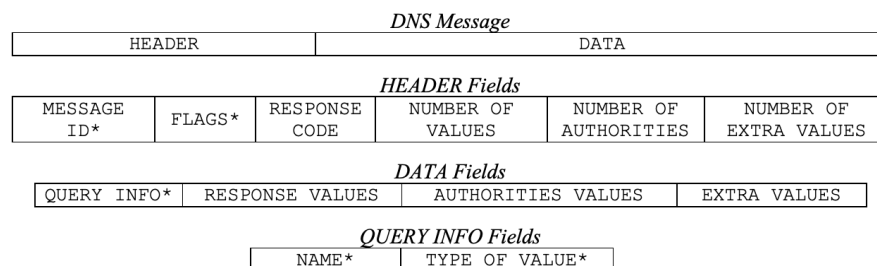 DNS Message
HEADER DATA
HEADER Fields
MESSAGE ID* FLAGS* RESPONSE CODE NUMBER OF VALUES NUMBER OF AUTHORITIES NUMBER OF EXTRA VALUES
DATA Fields
QUERY INFO* RESPONSE VALUES AUTHORITIES VALUES EXTRA VALUES
QUERY INFO Fields
NAME* TYPE OF VALUE*